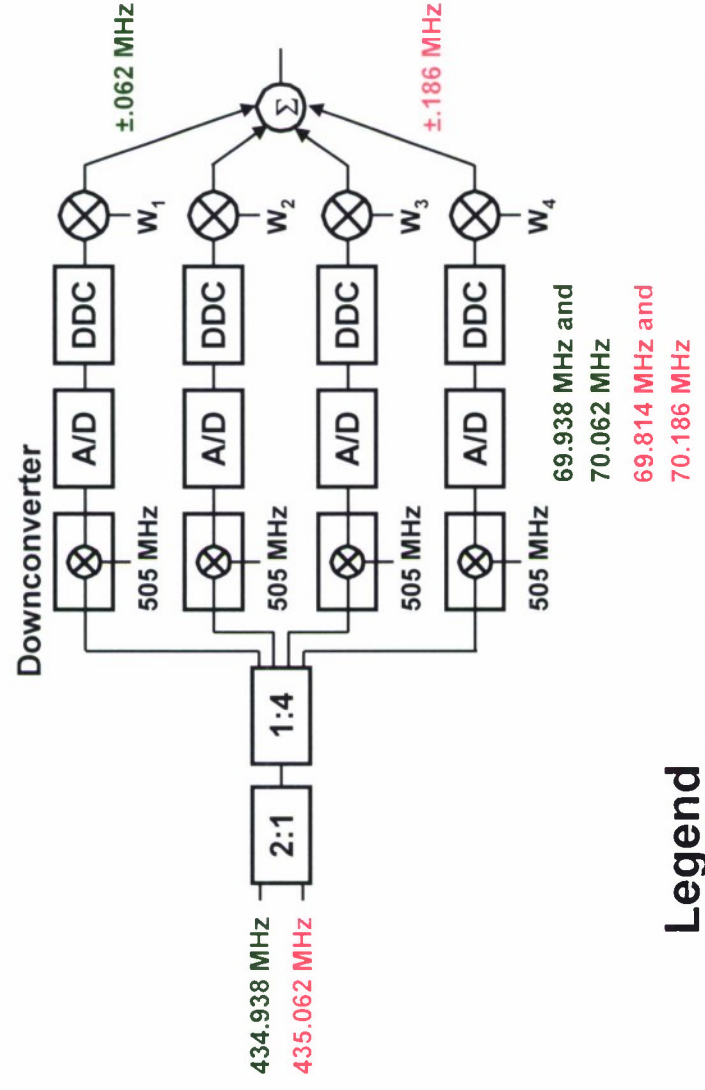 Downconverter
434.938 MHz
435.062 MHz
2:1
1:4
505 MHz
A/D
DDC
W1
505 MHz
A/D
DDC
W2
505 MHz
A/D
DDC
W3
505 MHz
A/D
DDC
W4
Σ
±.062 MHz
±.186 MHz
69.938 MHz and
70.062 MHz
69.814 MHz and
70.186 MHz
Legend